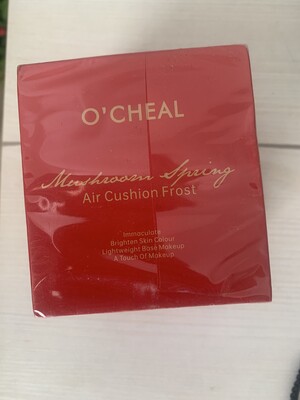 O'CHEAL
Mushroom Spring
Air Cushion Frost
Immaculate
Brighten Skin Colour
Lightweight Base Makeup
A Touch Of Makeup